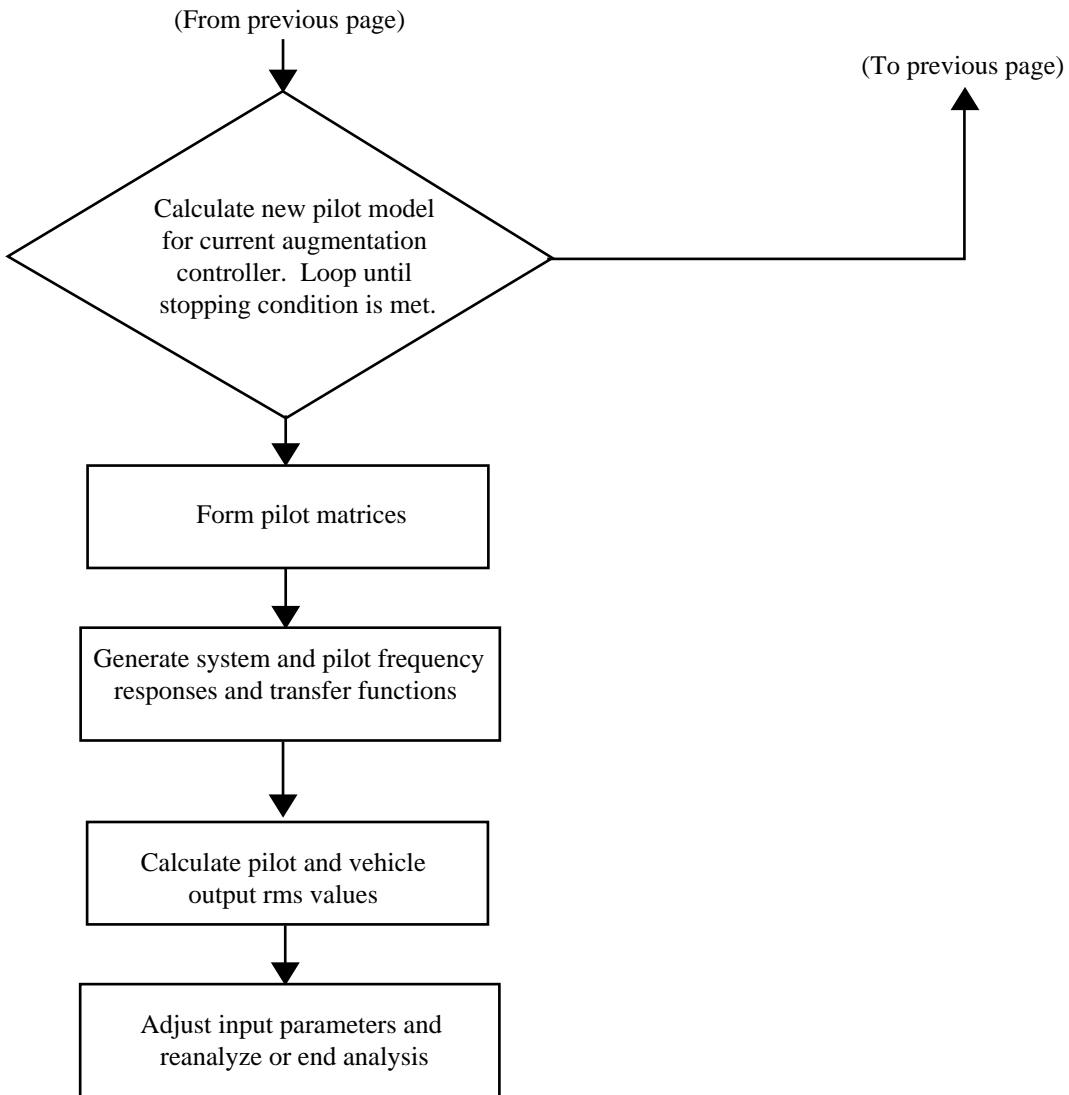 (From previous page)
(To previous page)
Calculate new pilot model
for current augmentation
controller.  Loop until
stopping condition is met.
Form pilot matrices
Generate system and pilot frequency
responses and transfer functions
Calculate pilot and vehicle
output rms values
Adjust input parameters and
reanalyze or end analysis